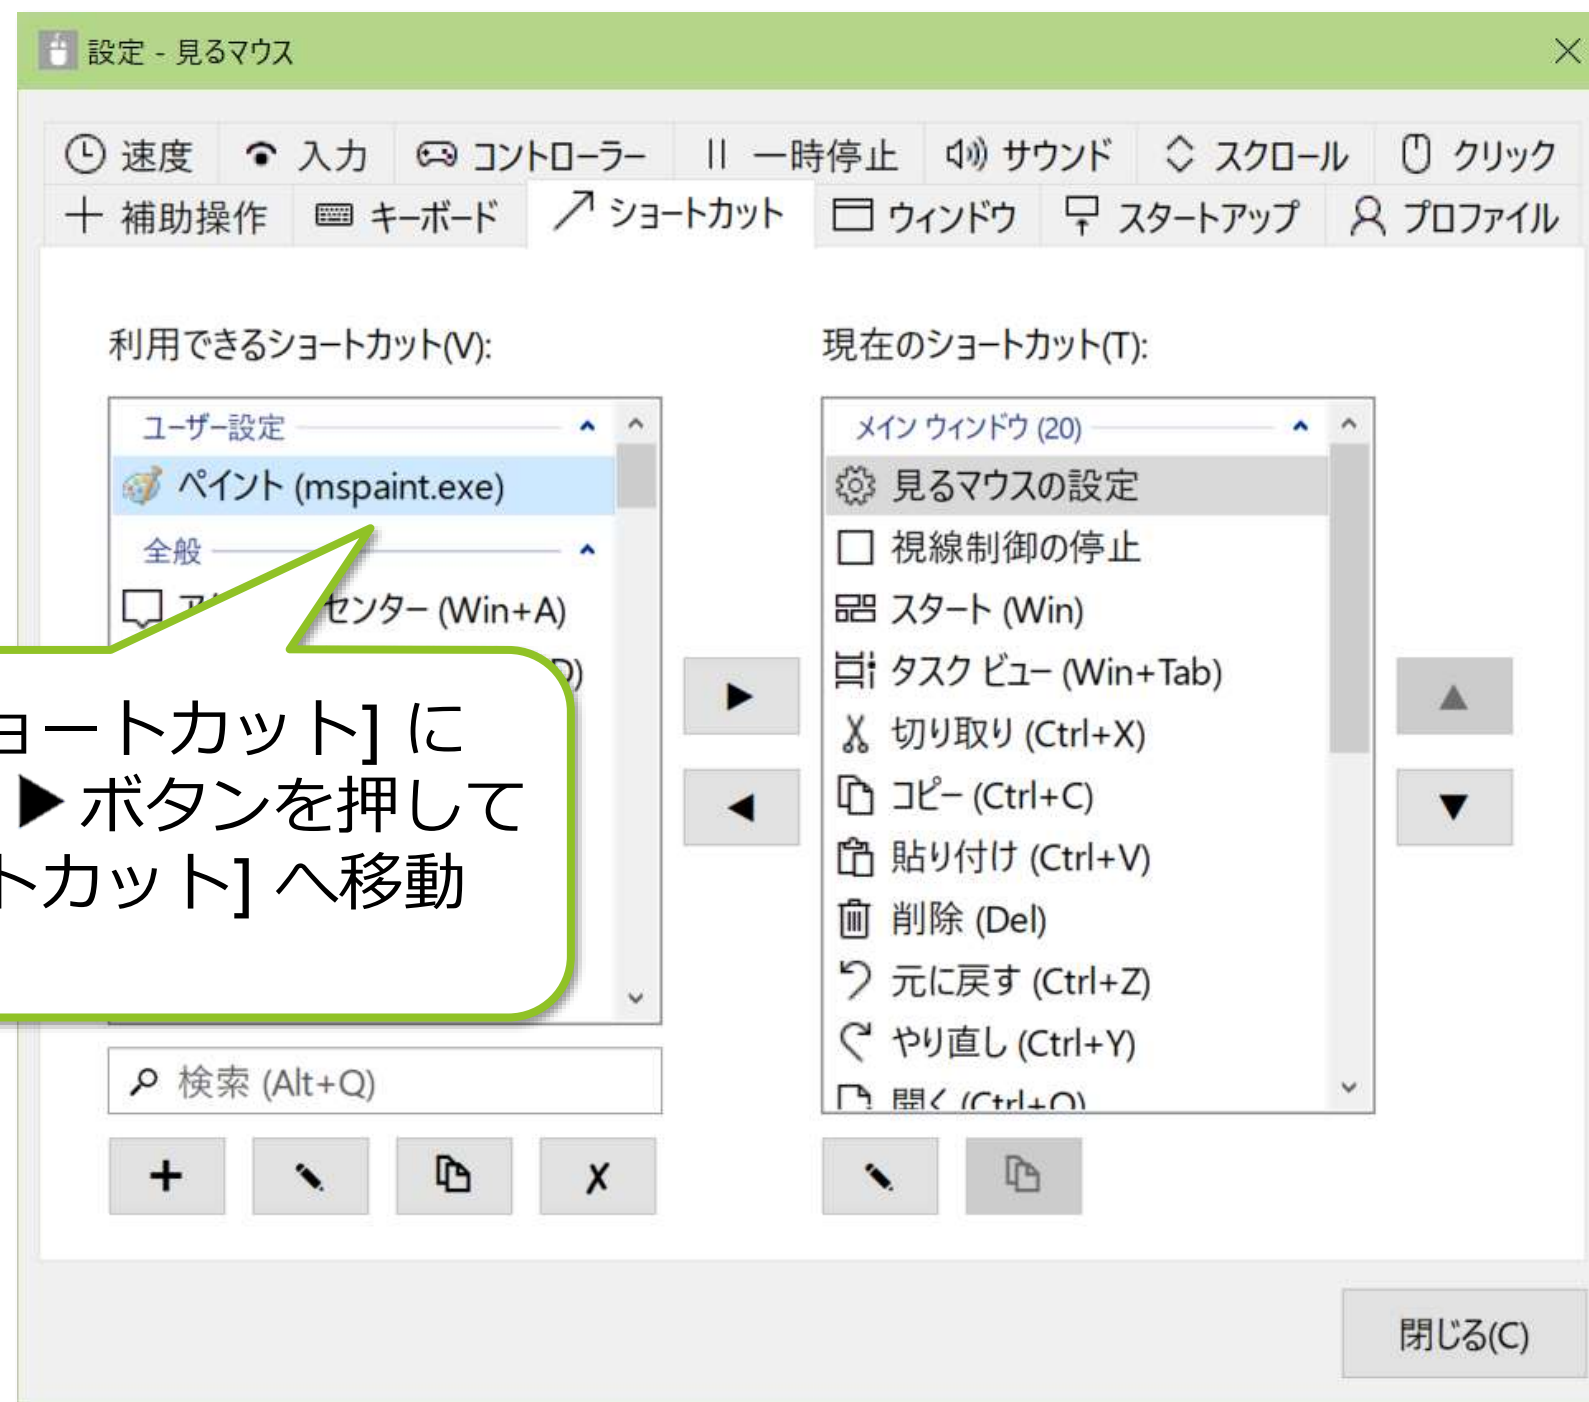 設定 - 見るマウス
速度 入力 コントローラー 一時停止 サウンド スクロール クリック
補助操作 キーボード ショートカット ウィンドウ スタートアップ プロファイル
利用できるショートカット(V):
ユーザー設定
ペイント (mspaint.exe)
全般
センター (Win+A)
ョートカット] に
▶ ボタンを押して
トカット] へ移動
検索 (Alt+Q)
現在のショートカット(T):
メイン ウィンドウ (20)
見るマウスの設定
視線制御の停止
スタート (Win)
タスク ビュー (Win+Tab)
切り取り (Ctrl+X)
コピー (Ctrl+C)
貼り付け (Ctrl+V)
削除 (Del)
元に戻す (Ctrl+Z)
やり直し (Ctrl+Y)
開く (Ctrl+O)
閉じる(C)